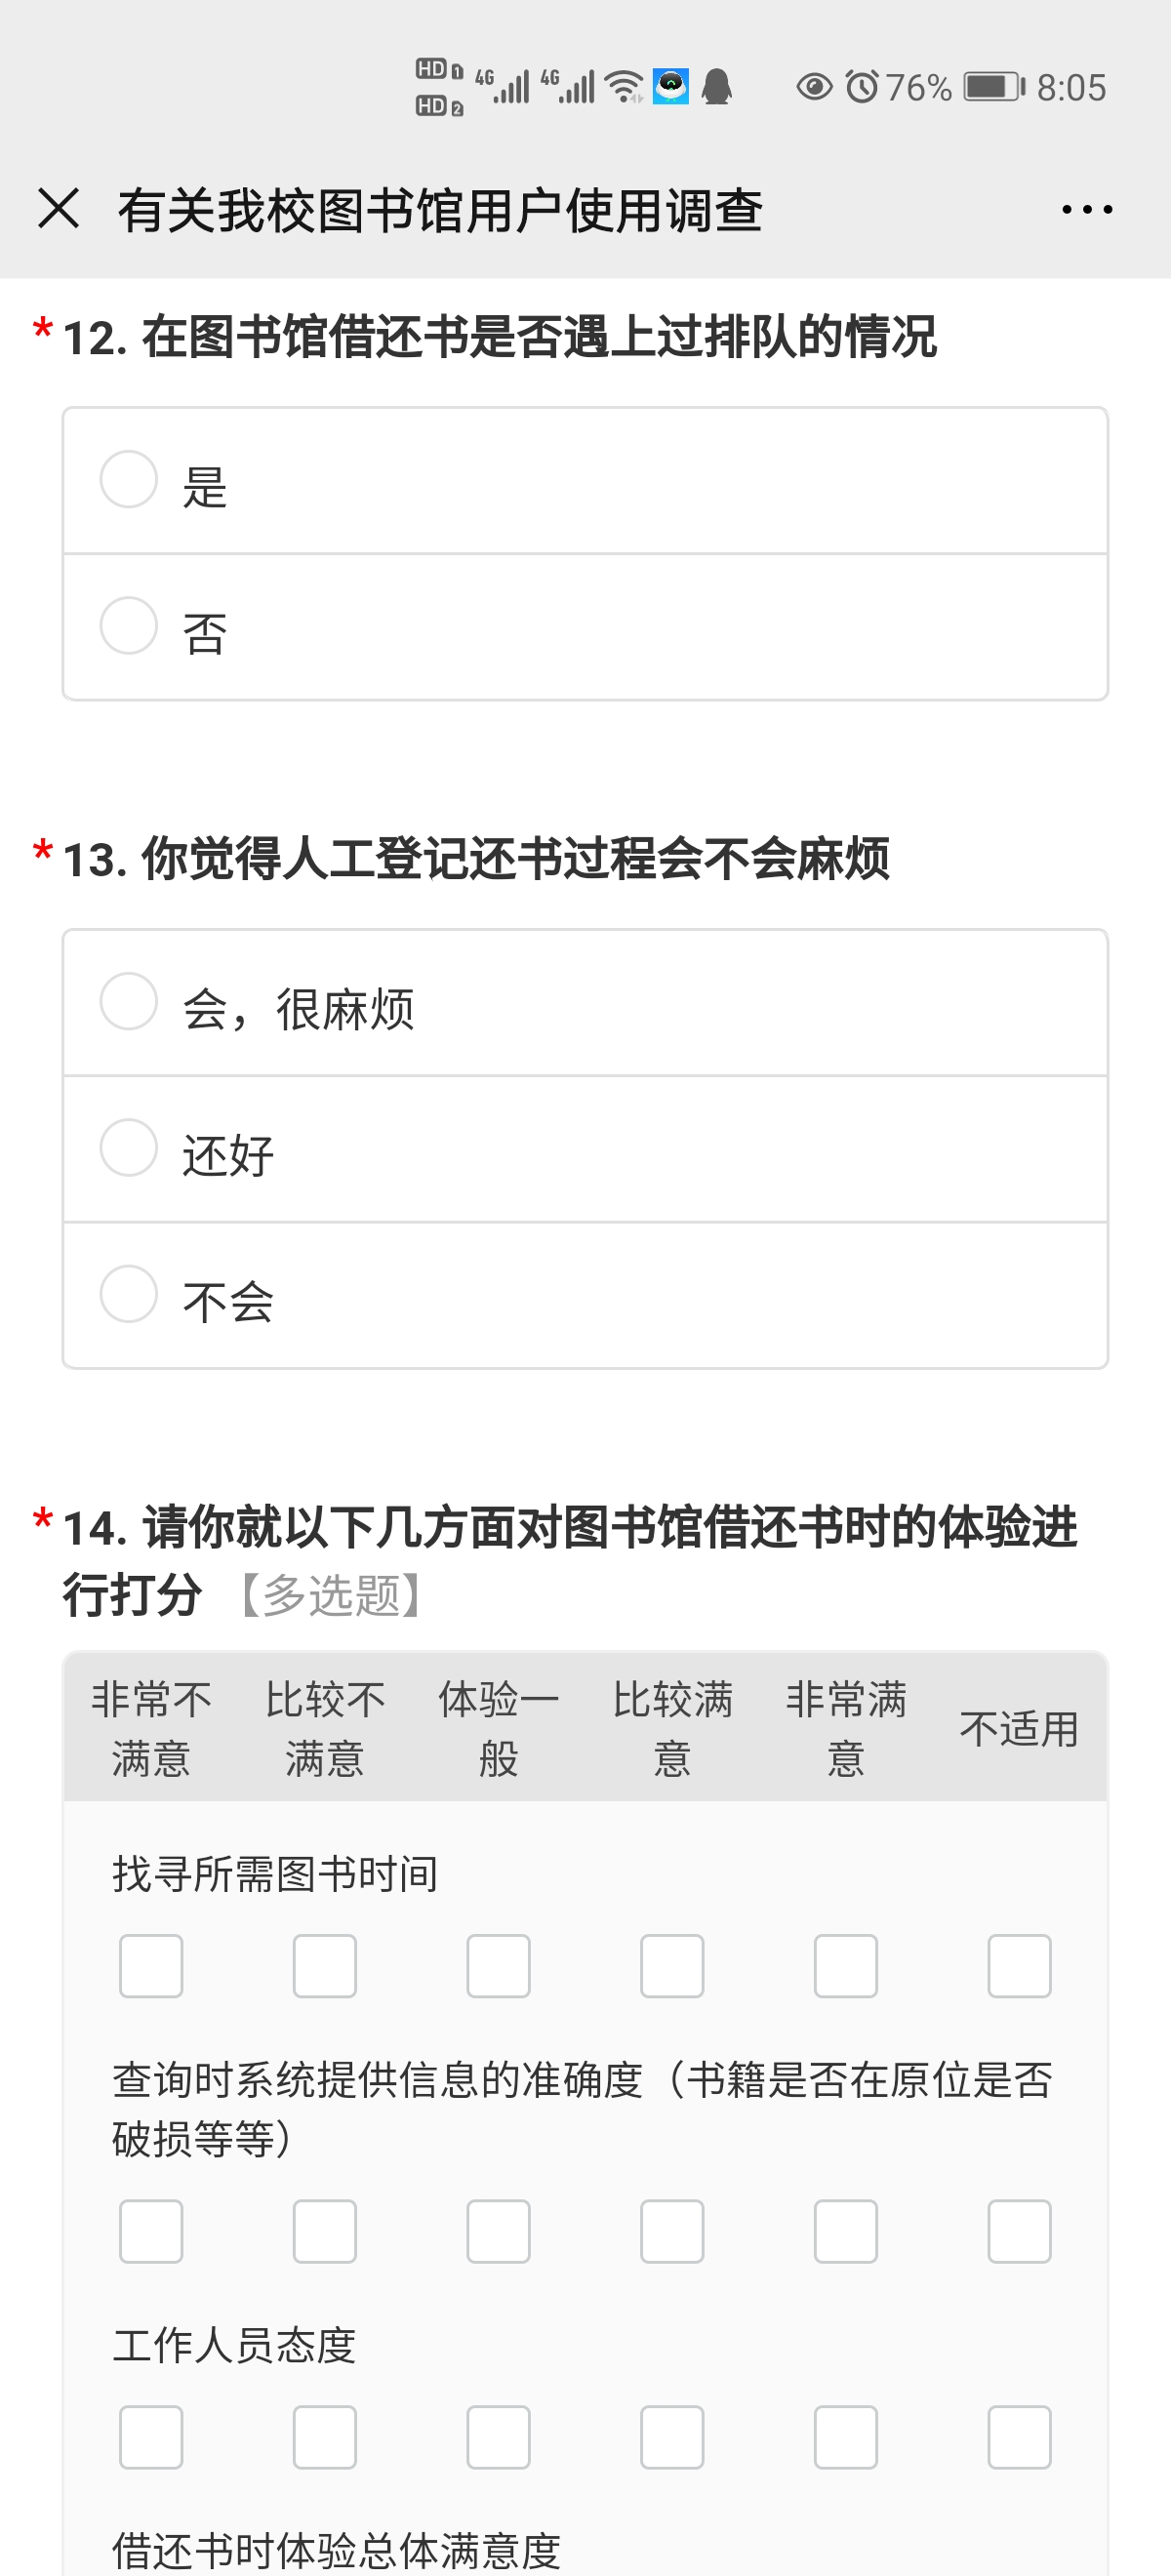 HD 1 4G 4G 76% 8:05
HD 2
有关我校图书馆用户使用调查
*12. 在图书馆借还书是否遇上过排队的情况
是
否
*13. 你觉得人工登记还书过程会不会麻烦
会，很麻烦
还好
不会
*14. 请你就以下几方面对图书馆借还书时的体验进
行打分 【多选题】
非常不 比较不 体验一 比较满 非常满 不适用
满意 满意 般 意 意
找寻所需图书时间
查询时系统提供信息的准确度（书籍是否在原位是否
破损等等）
工作人员态度
借还书时体验总体满意度